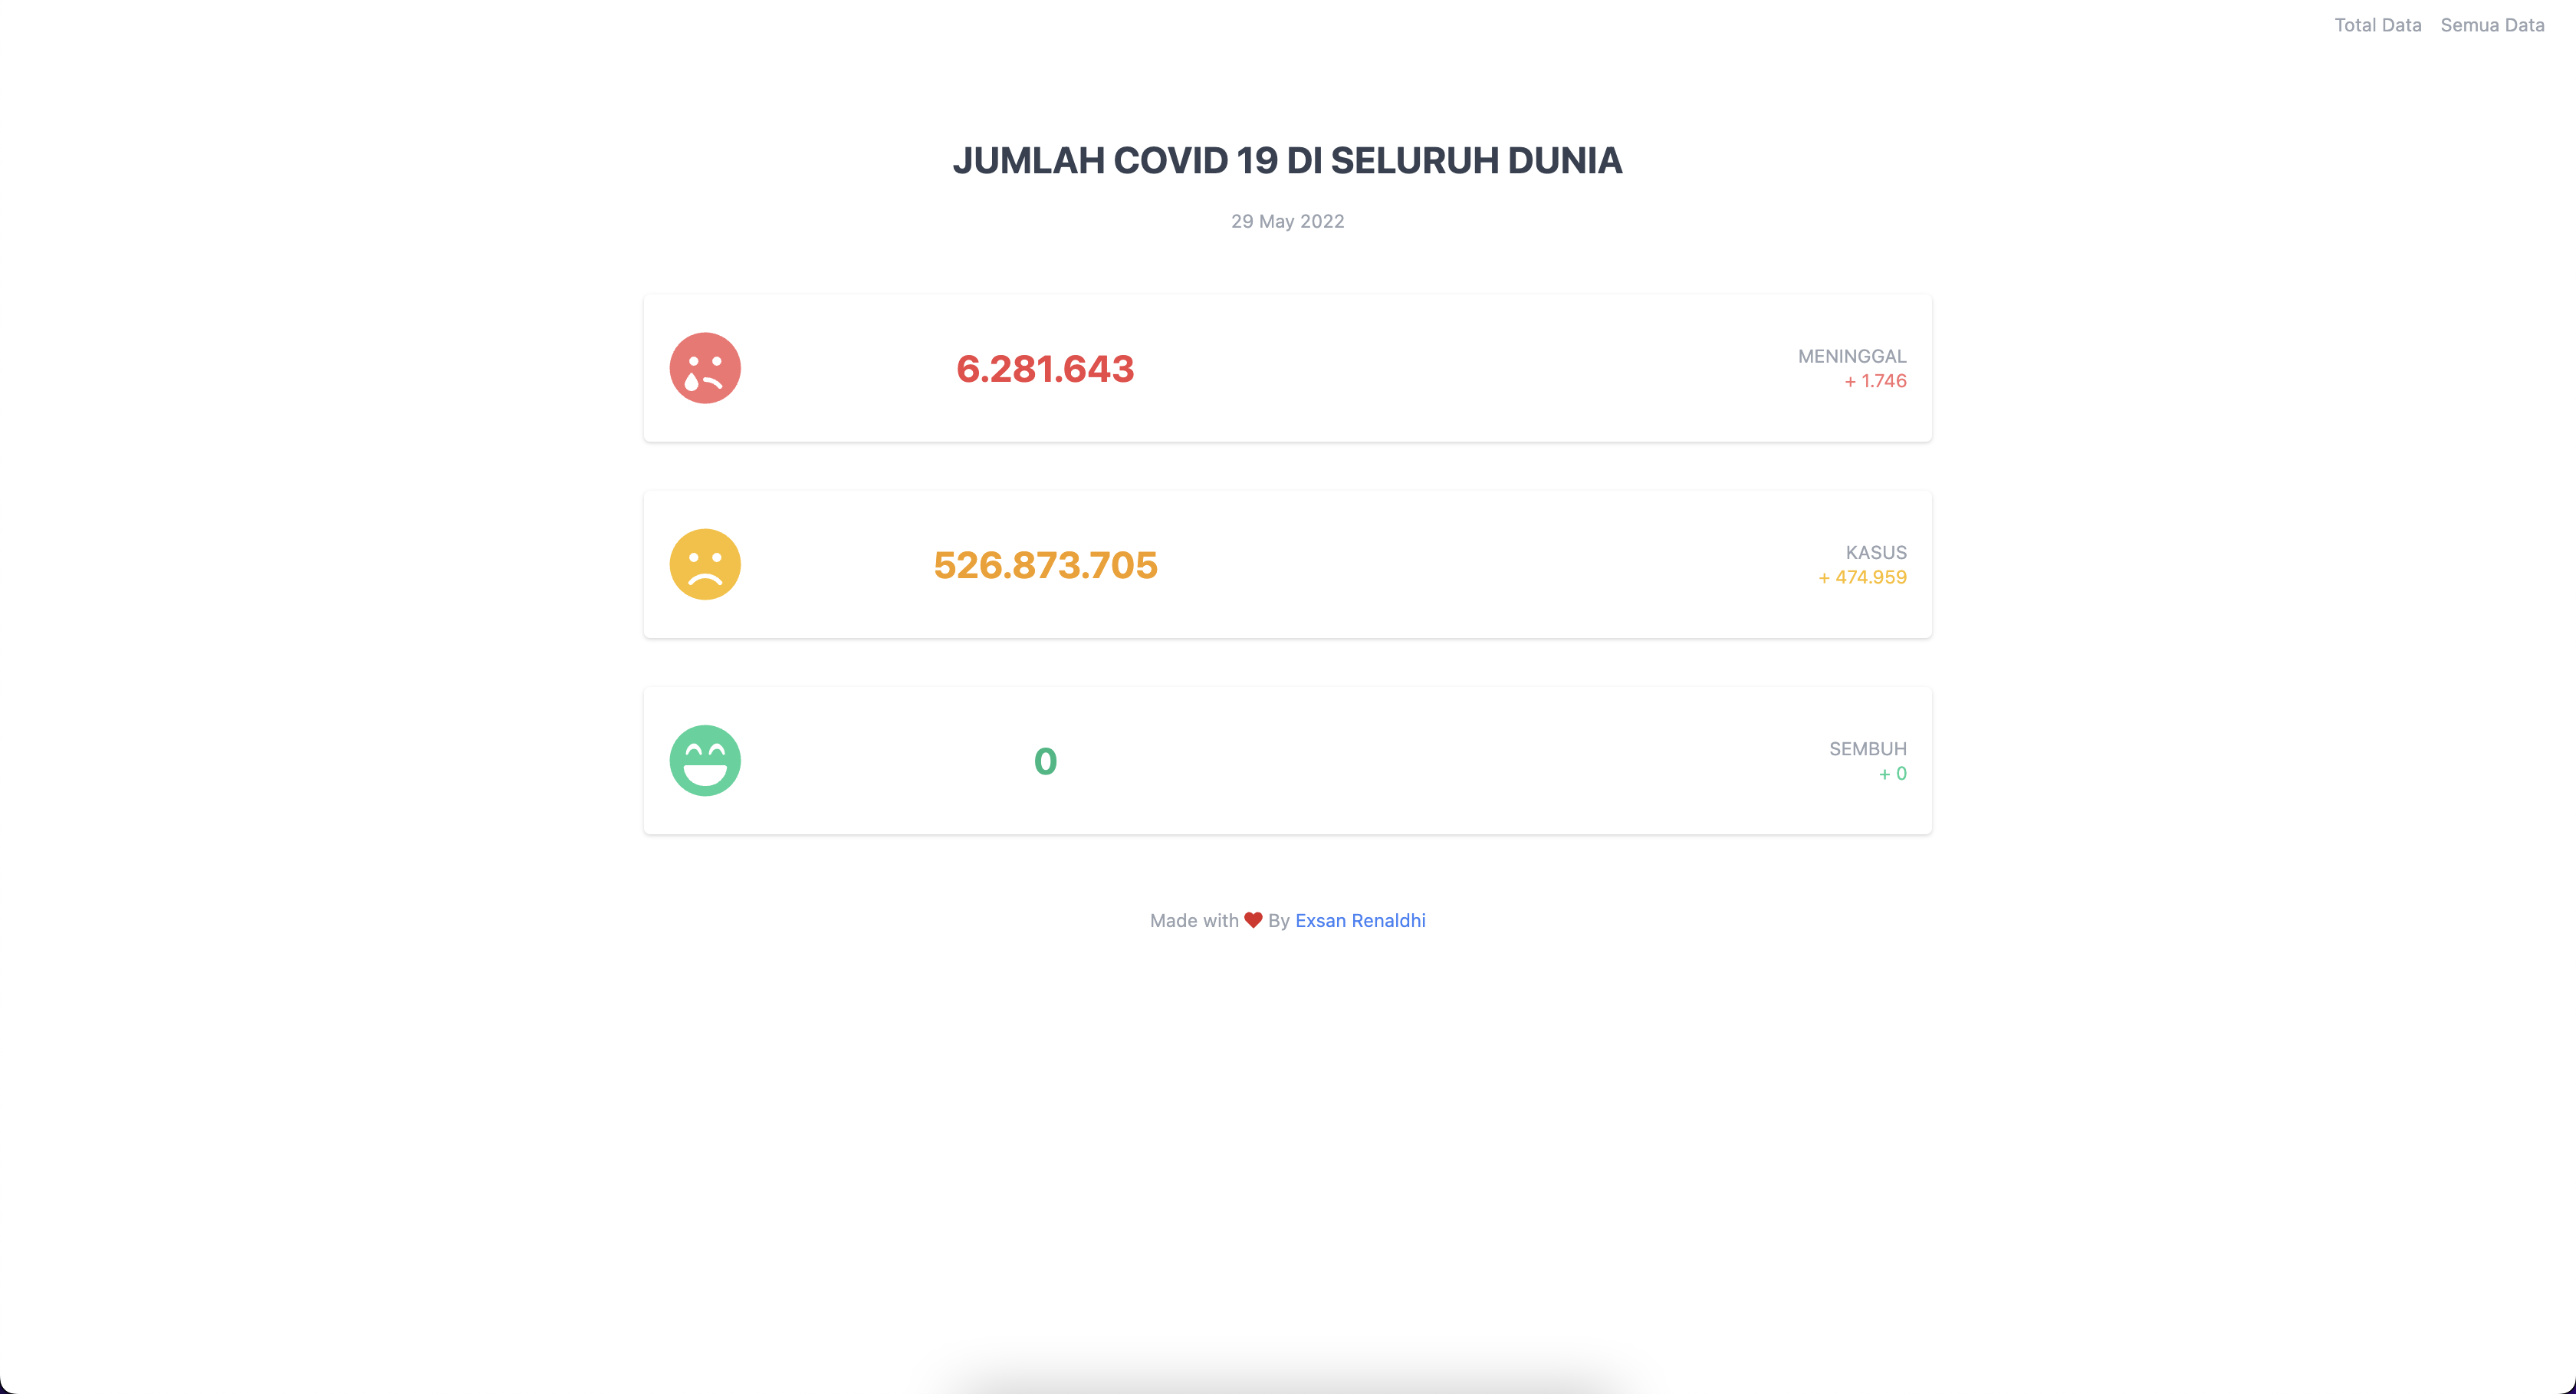 Total Data Semua Data
JUMLAH COVID 19 DI SELURUH DUNIA
29 May 2022
6.281.643
MENINGGAL
+ 1.746
526.873.705
KASUS
+ 474.959
0
SEMBUH
+ 0
Made with ❤ By Exsan Renaldhi